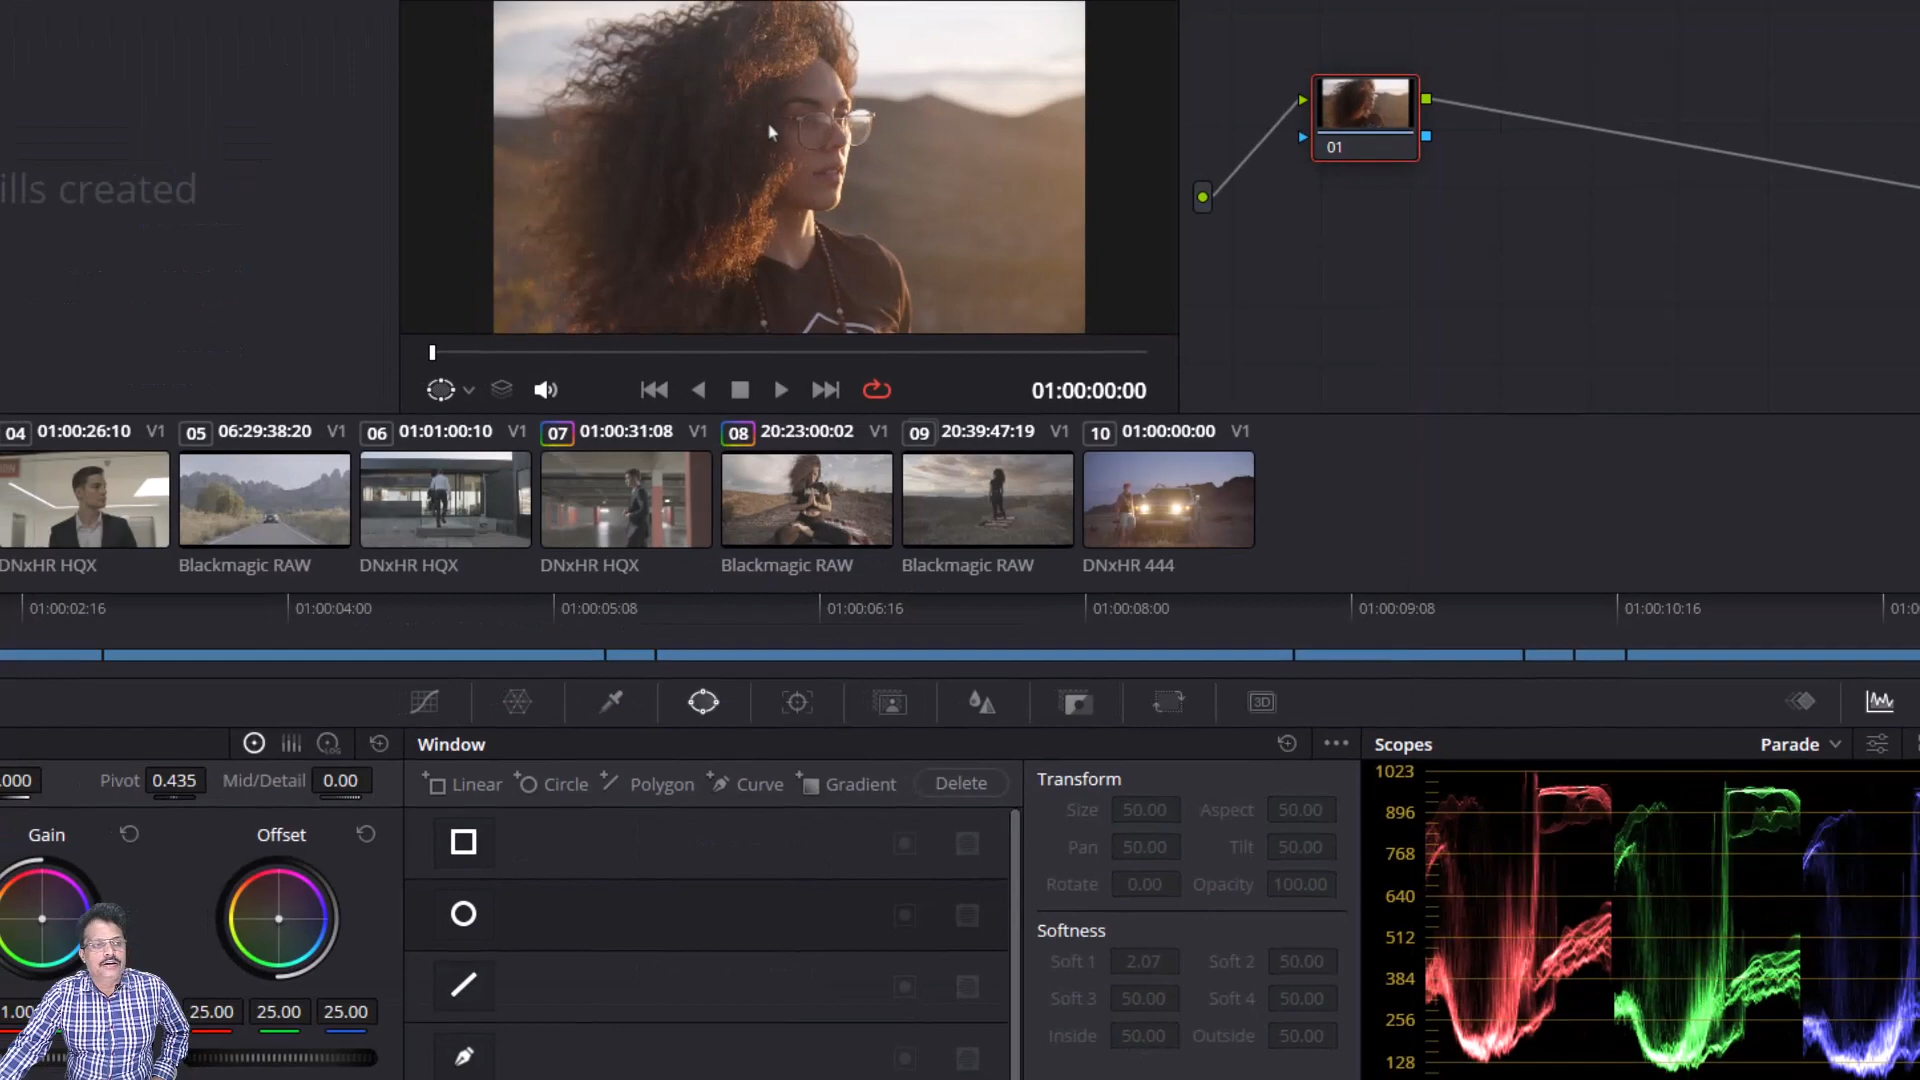 ills created
01
01:00:00:00
04 01:00:26:10 V1 05 06:29:38:20 V1 06 01:01:00:10 V1 07 01:00:31:08 V1 08 20:23:00:02 V1 09 20:39:47:19 V1 10 01:00:00:00 V1
DNxHR HQX Blackmagic RAW DNxHR HQX DNxHR HQX Blackmagic RAW Blackmagic RAW DNxHR 444
01:00:02:16 01:00:04:00 01:00:05:08 01:00:06:16 01:00:08:00 01:00:09:08 01:00:10:16 01:0
3D
LOG
Window
Scopes Parade
.000 Pivot 0.435 Mid/Detail 0.00
Linear Circle Polygon Curve Gradient Delete
Gain Offset
1.00 25.00 25.00 25.00
Transform
Size 50.00 Aspect 50.00
Pan 50.00 Tilt 50.00
Rotate 0.00 Opacity 100.00
Softness
Soft 1 2.07 Soft 2 50.00
Soft 3 50.00 Soft 4 50.00
Inside 50.00 Outside 50.00
1023
896
768
640
512
384
256
128